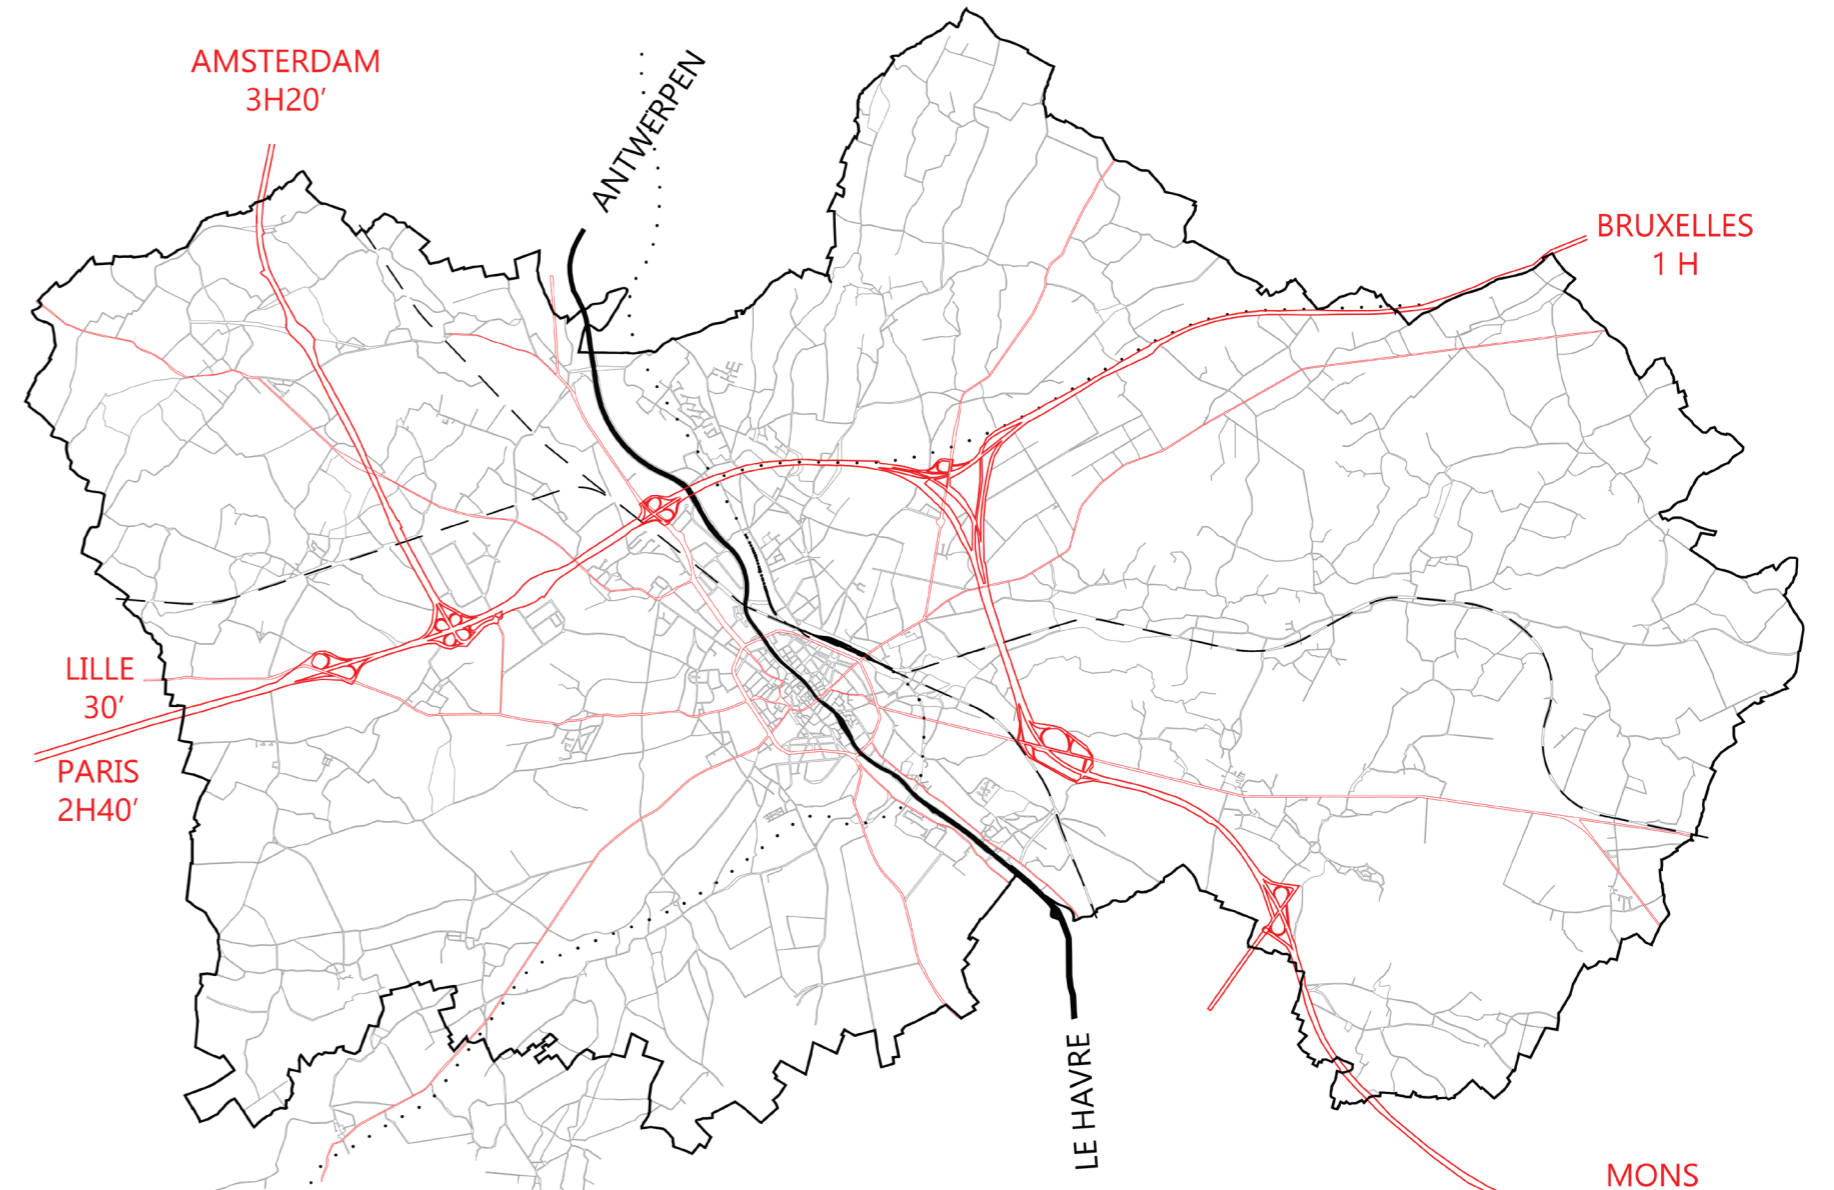 AMSTERDAM
3H20’
ANTWERPEN
BRUXELLES
1 H
LILLE
30’
PARIS
2H40’
LE HAVRE
MONS